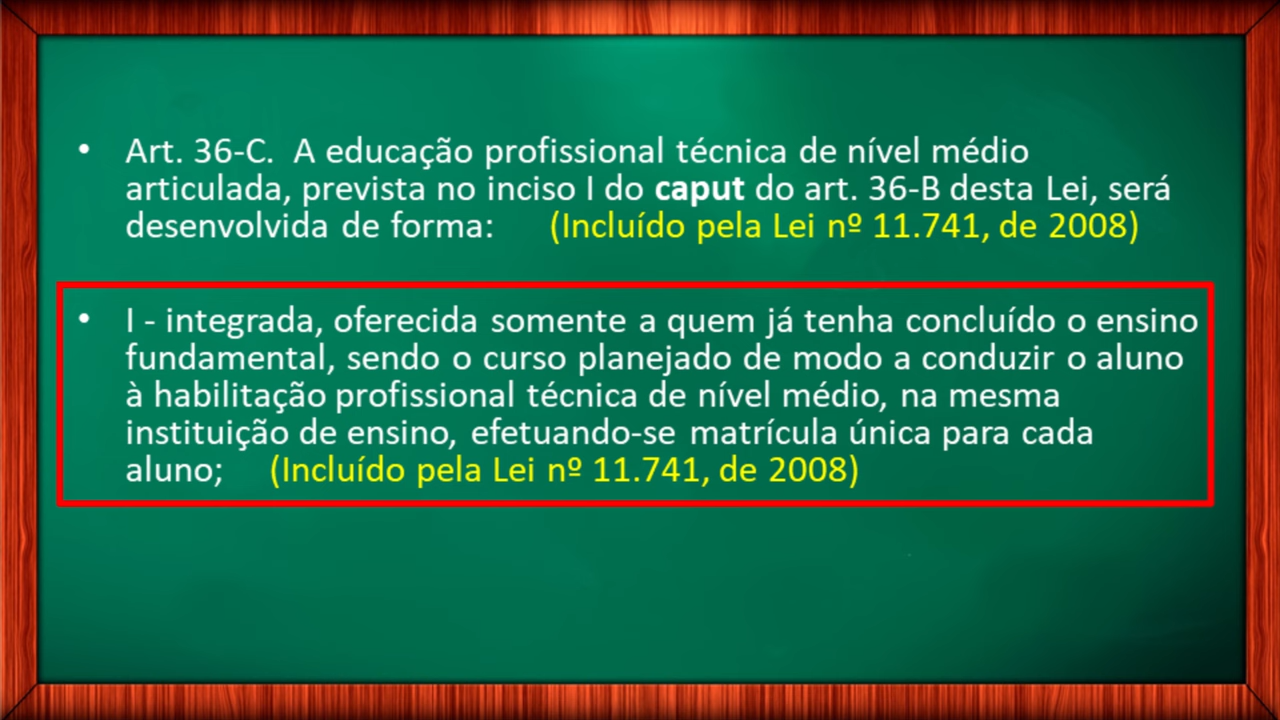 • Art. 36-C. A educação profissional técnica de nível médio
articulada, prevista no inciso I do caput do art. 36-B desta Lei, será
desenvolvida de forma: (Incluído pela Lei nº 11.741, de 2008)
• I - integrada, oferecida somente a quem já tenha concluído o ensino
fundamental, sendo o curso planejado de modo a conduzir o aluno
à habilitação profissional técnica de nível médio, na mesma
instituição de ensino, efetuando-se matrícula única para cada
aluno; (Incluído pela Lei nº 11.741, de 2008)